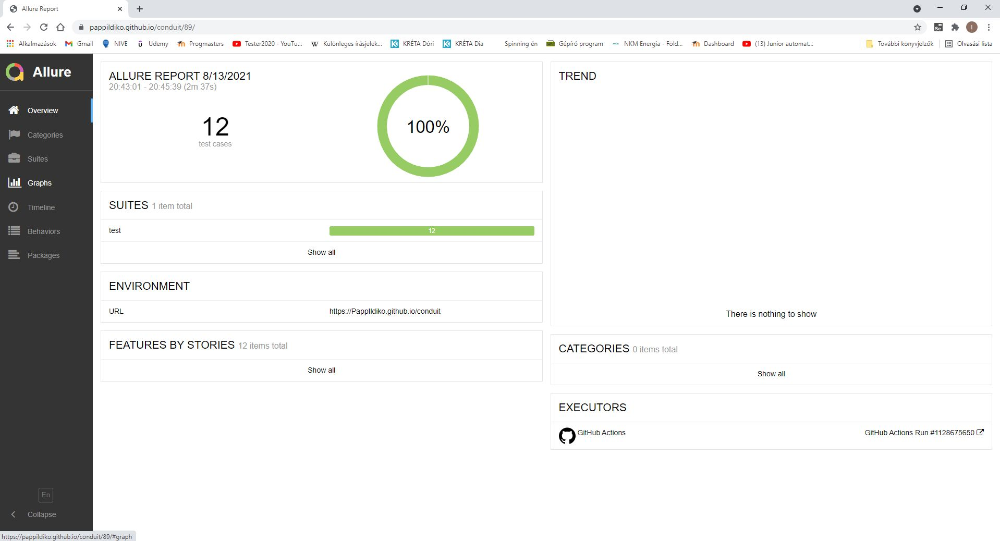 Allure Report
pappildiko.github.io/conduit/89/
Alkalmazások Gmail NIVE Udemy Progmasters Tester2020 - YouTu... Különleges írásjelek... KRÉTA Dóri KRÉTA Dia Spinning én Gépíró program NKM Energia - Föld... Dashboard (13) Junior automat... További könyvjelzők Olvasási lista
Allure
Overview
Categories
Suites
Graphs
Timeline
Behaviors
Packages
En
Collapse
https://pappildiko.github.io/conduit/89/#graph
ALLURE REPORT 8/13/2021
20:43:01 - 20:45:39 (2m 37s)
12
test cases
100%
SUITES 1 item total
test 12
Show all
ENVIRONMENT
URL https://PappIldiko.github.io/conduit
FEATURES BY STORIES 12 items total
Show all
TREND
There is nothing to show
CATEGORIES 0 items total
Show all
EXECUTORS
GitHub Actions GitHub Actions Run #1128675650